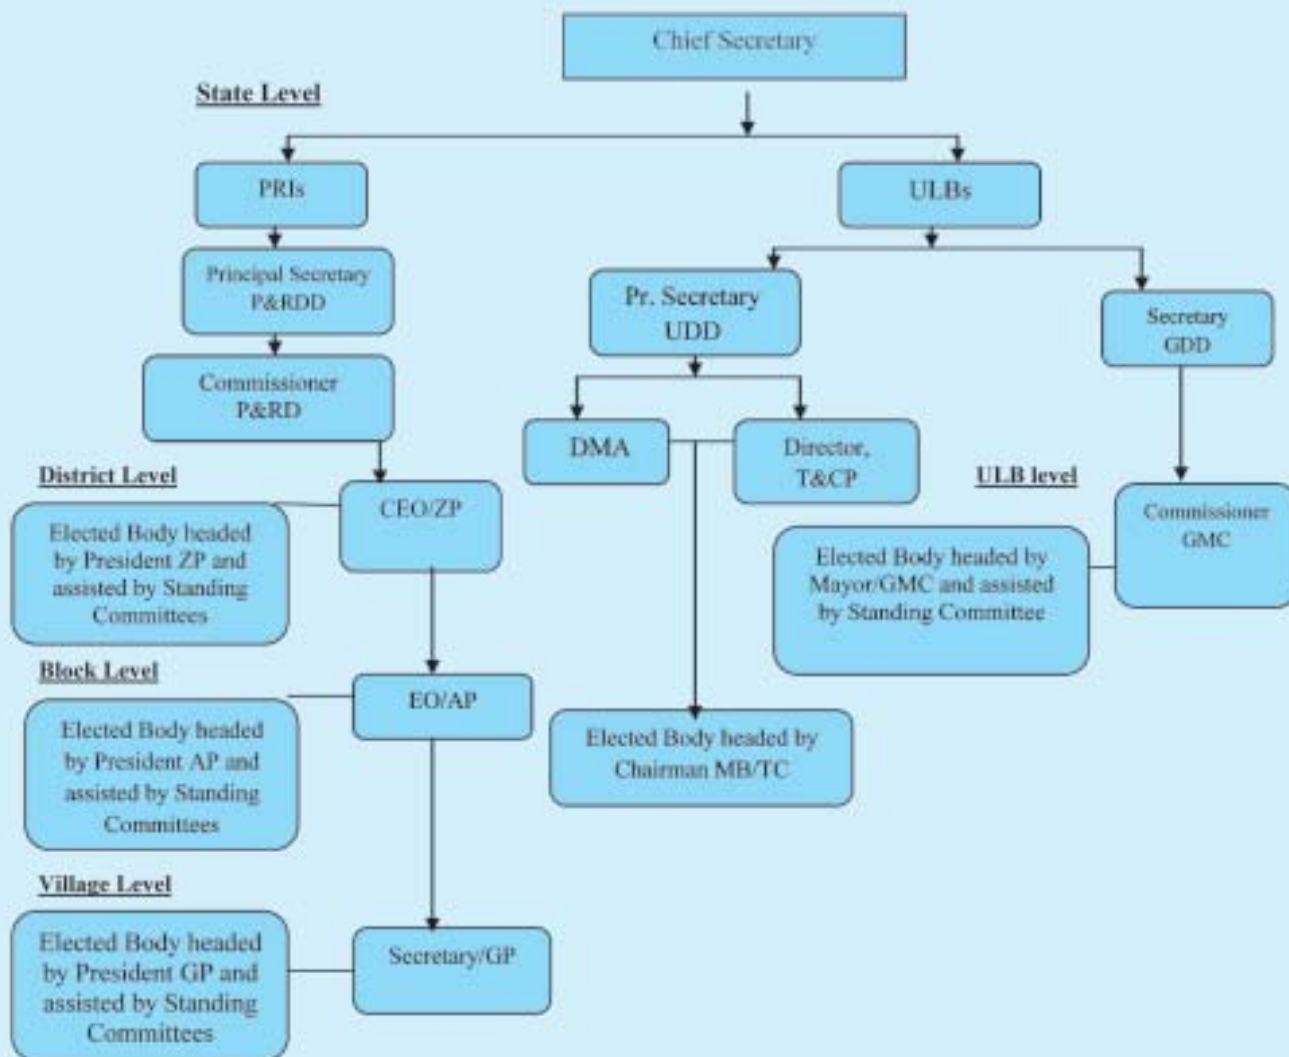 Chief Secretary
State Level
PRIs
ULBs
Principal Secretary
P&RDD
Pr. Secretary
UDD
Secretary
GDD
Commissioner
P&RD
DMA
Director,
T&CP
District Level
ULB level
CEO/ZP
Commissioner
GMC
Elected Body headed
by President ZP and
assisted by Standing
Committees
Elected Body headed by
Mayor/GMC and assisted
by Standing Committee
Block Level
EO/AP
Elected Body headed
by President AP and
assisted by Standing
Committees
Elected Body headed by
Chairman MB/TC
Village Level
Secretary/GP
Elected Body headed
by President GP and
assisted by Standing
Committees